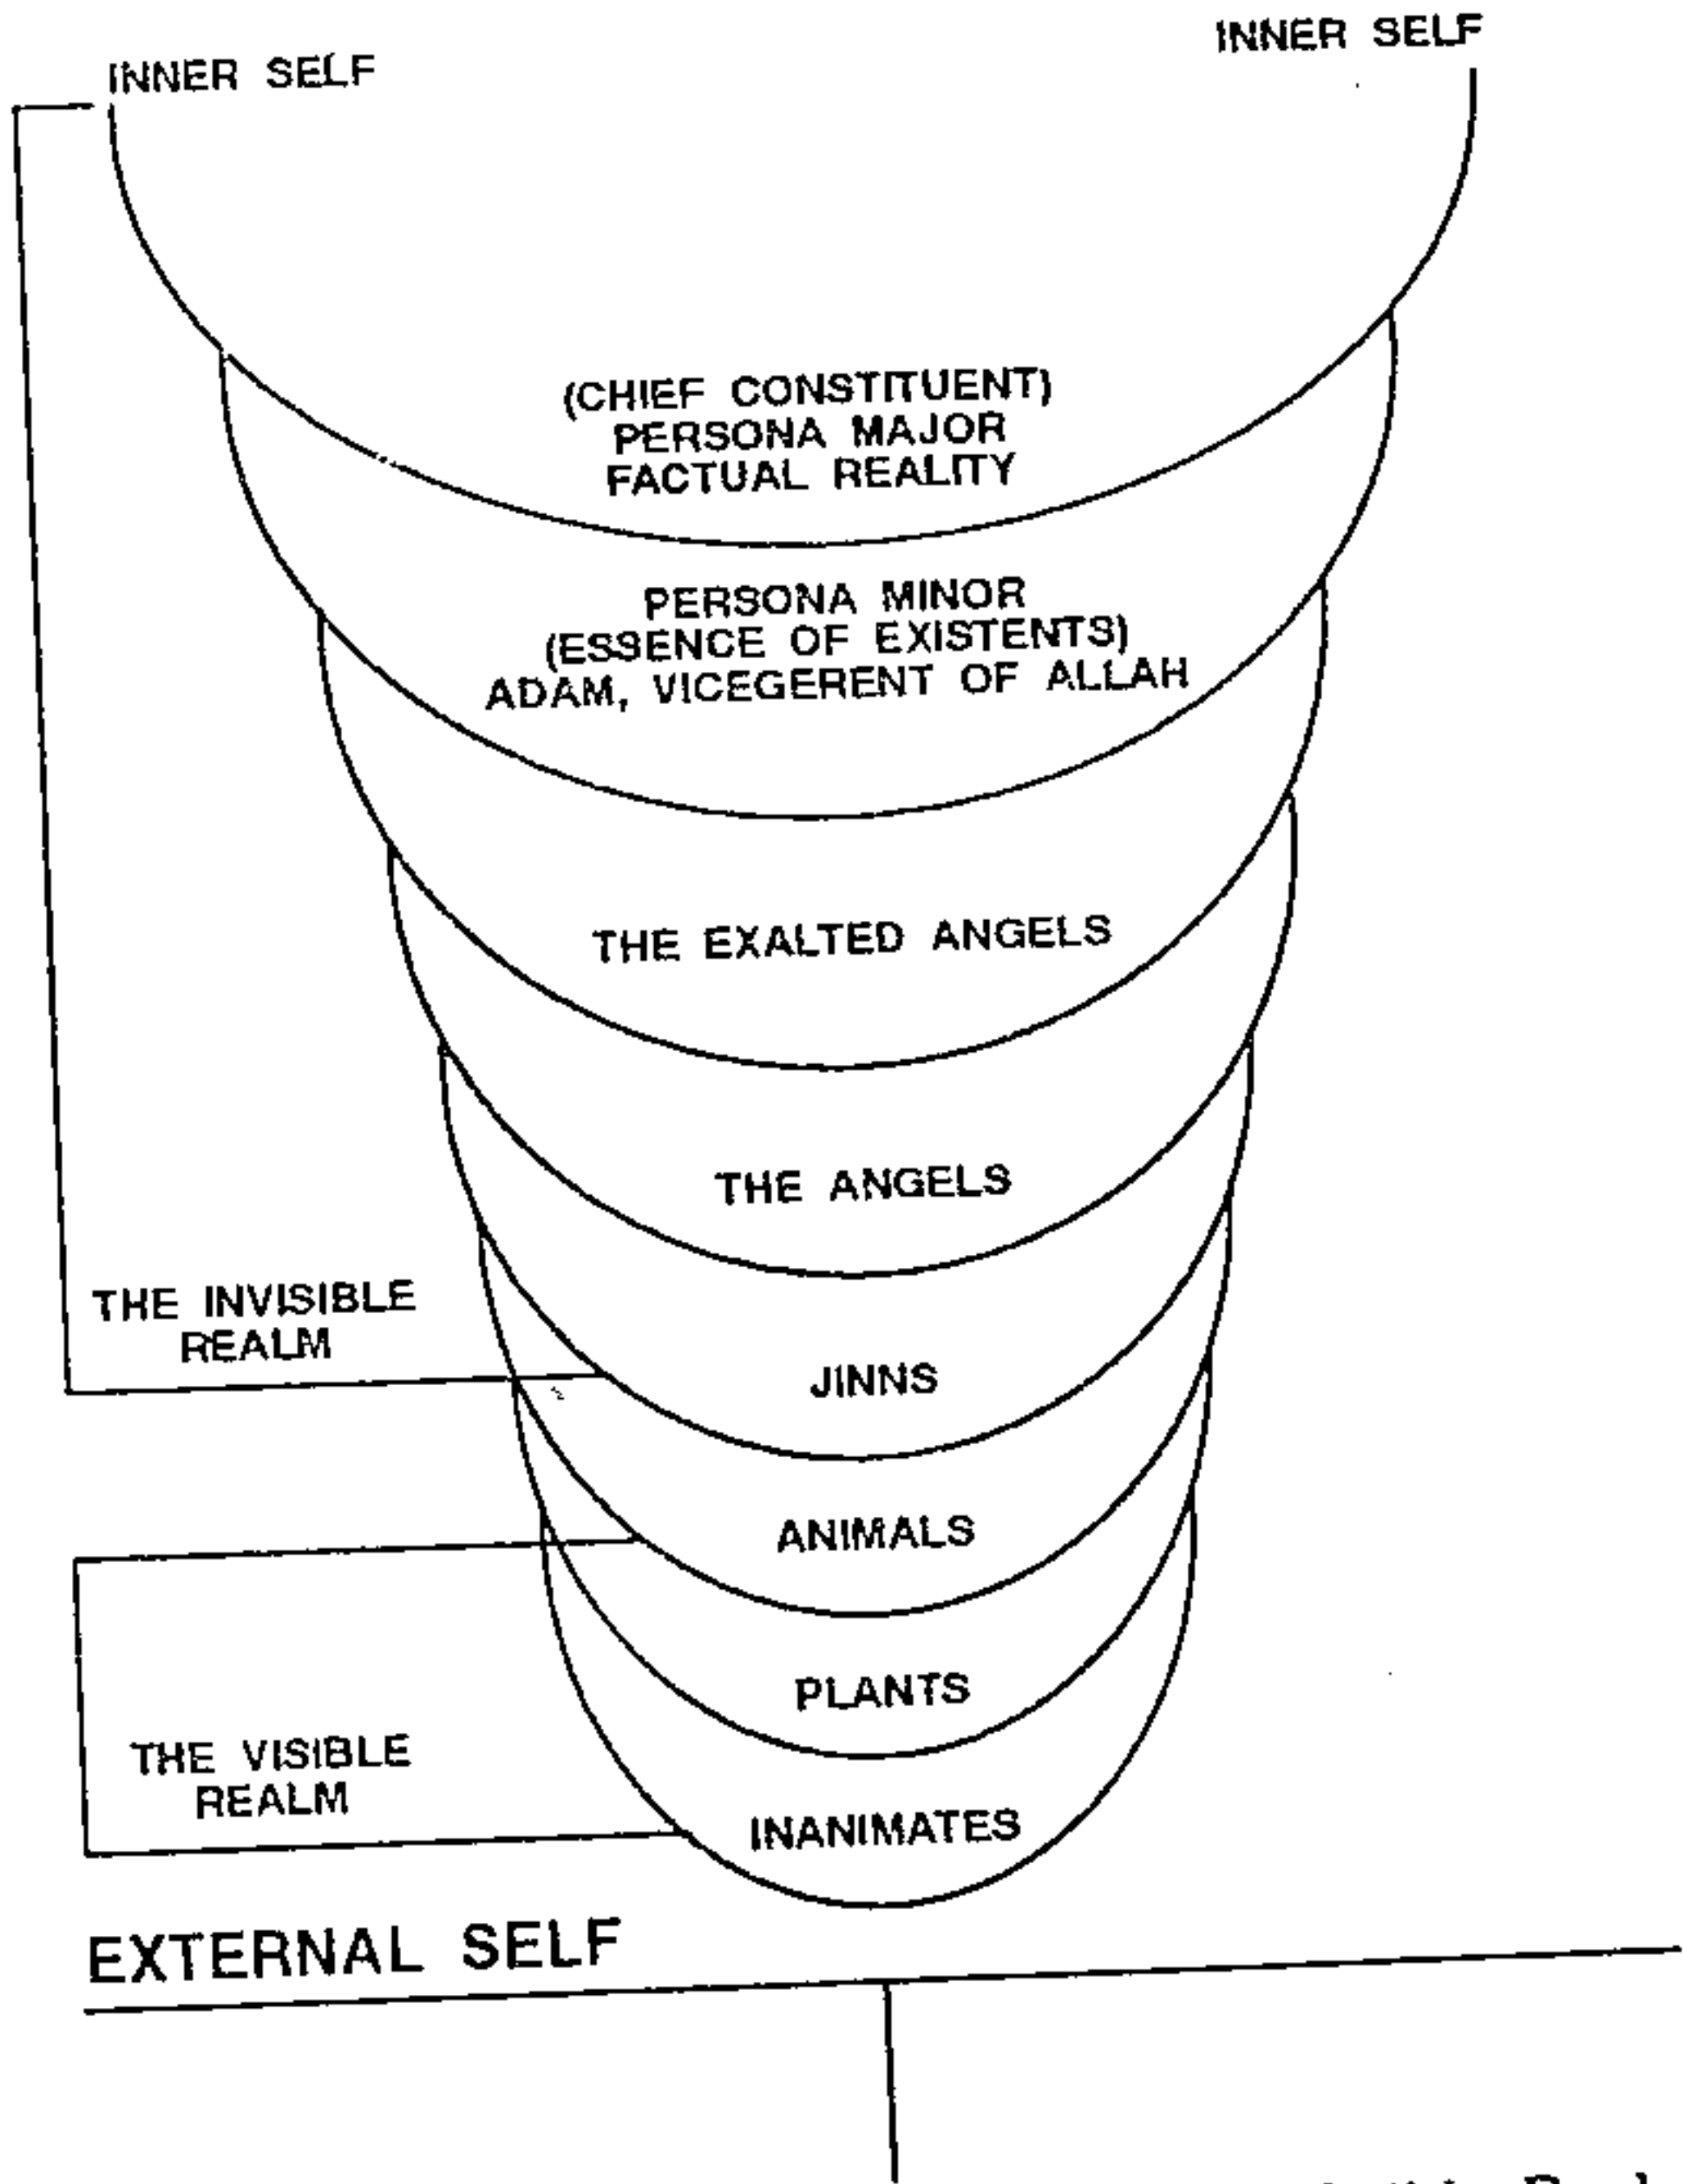 INNER SELF
INNER SELF
(CHIEF CONSTITUENT)
PERSONA MAJOR
FACTUAL REALITY
PERSONA MINOR
(ESSENCE OF EXISTENTS)
ADAM, VICEGERENT OF ALLAH
THE EXALTED ANGELS
THE ANGELS
THE INVISIBLE
REALM
JINNS
ANIMALS
PLANTS
THE VISIBLE
REALM
INANIMATES
EXTERNAL SELF